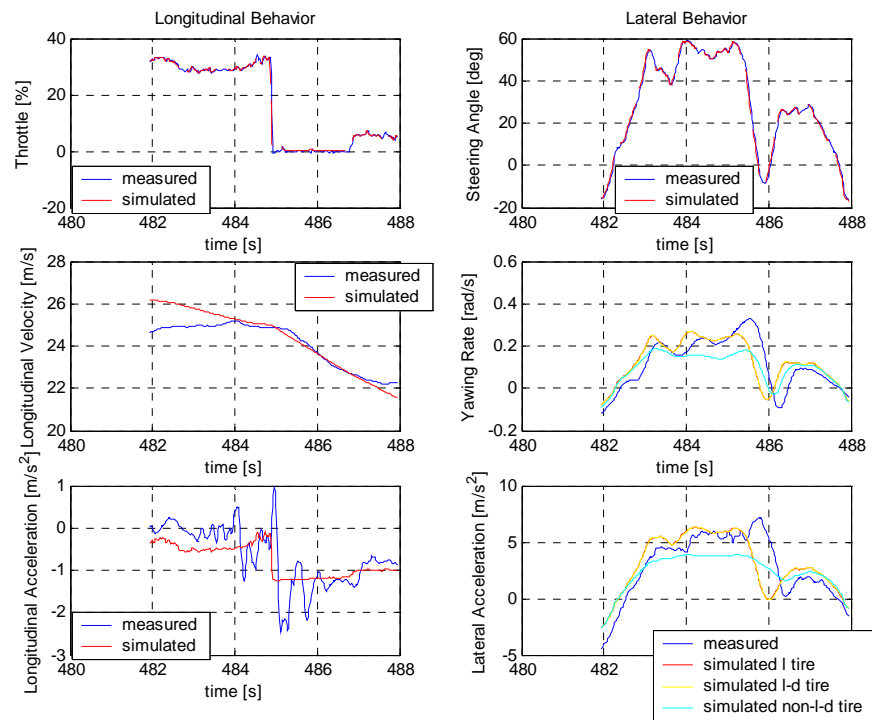 Longitudinal Behavior
Throttle [%]
40
20
0
-20
480
482
484
486
488
measured
simulated
time [s]
Lateral Behavior
Steering Angle [deg]
60
40
20
0
-20
480
482
484
486
488
measured
simulated
time [s]
Longitudinal Velocity [m/s]
28
26
24
22
20
480
482
484
486
488
measured
simulated
time [s]
Yawing Rate [rad/s]
0.6
0.4
0.2
0
-0.2
480
482
484
486
488
time [s]
Longitudinal Acceleration [m/s²]
1
0
-1
-2
-3
480
482
484
486
488
measured
simulated
time [s]
Lateral Acceleration [m/s²]
10
5
0
-5
480
482
484
486
488
time [s]
measured
simulated l tire
simulated l-d tire
simulated non-l-d tire